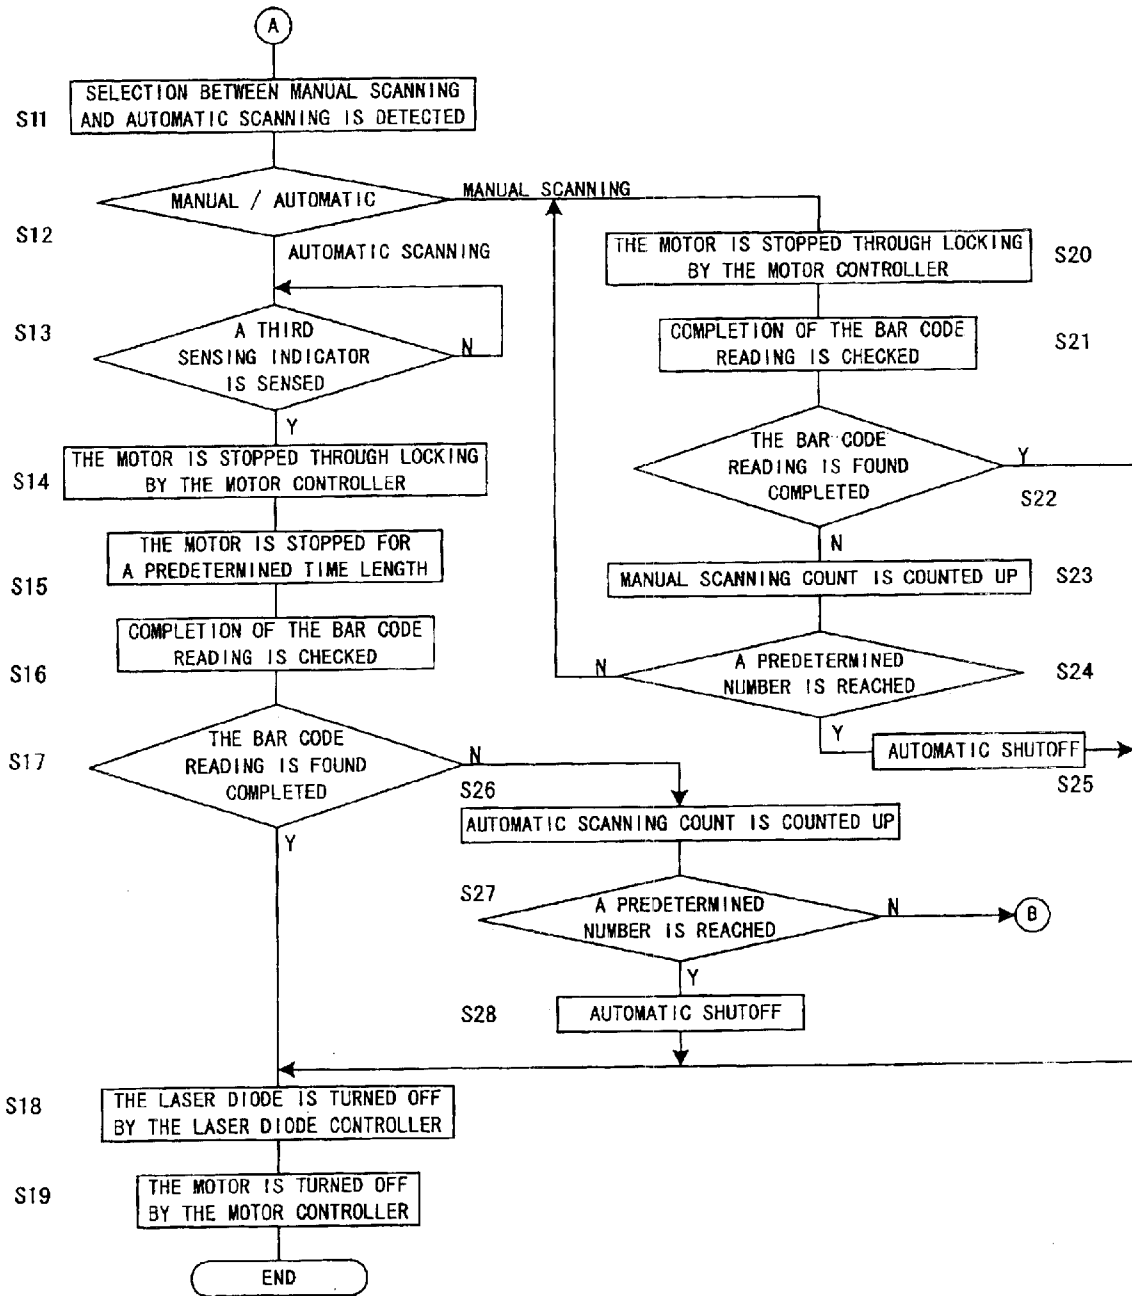 A
S11
SELECTION BETWEEN MANUAL SCANNING
AND AUTOMATIC SCANNING IS DETECTED
S12
MANUAL / AUTOMATIC
MANUAL SCANNING
AUTOMATIC SCANNING
S13
A THIRD
SENSING INDICATOR
IS SENSED
N
Y
S14
THE MOTOR IS STOPPED THROUGH LOCKING
BY THE MOTOR CONTROLLER
S15
THE MOTOR IS STOPPED FOR
A PREDETERMINED TIME LENGTH
S16
COMPLETION OF THE BAR CODE
READING IS CHECKED
S17
THE BAR CODE
READING IS FOUND
COMPLETED
N
Y
S18
THE LASER DIODE IS TURNED OFF
BY THE LASER DIODE CONTROLLER
S19
THE MOTOR IS TURNED OFF
BY THE MOTOR CONTROLLER
END
THE MOTOR IS STOPPED THROUGH LOCKING
BY THE MOTOR CONTROLLER
S20
COMPLETION OF THE BAR CODE
READING IS CHECKED
S21
THE BAR CODE
READING IS FOUND
COMPLETED
Y
S22
N
MANUAL SCANNING COUNT IS COUNTED UP
S23
A PREDETERMINED
NUMBER IS REACHED
S24
N
Y
AUTOMATIC SHUTOFF
S25
S26
AUTOMATIC SCANNING COUNT IS COUNTED UP
S27
A PREDETERMINED
NUMBER IS REACHED
N
B
Y
S28
AUTOMATIC SHUTOFF